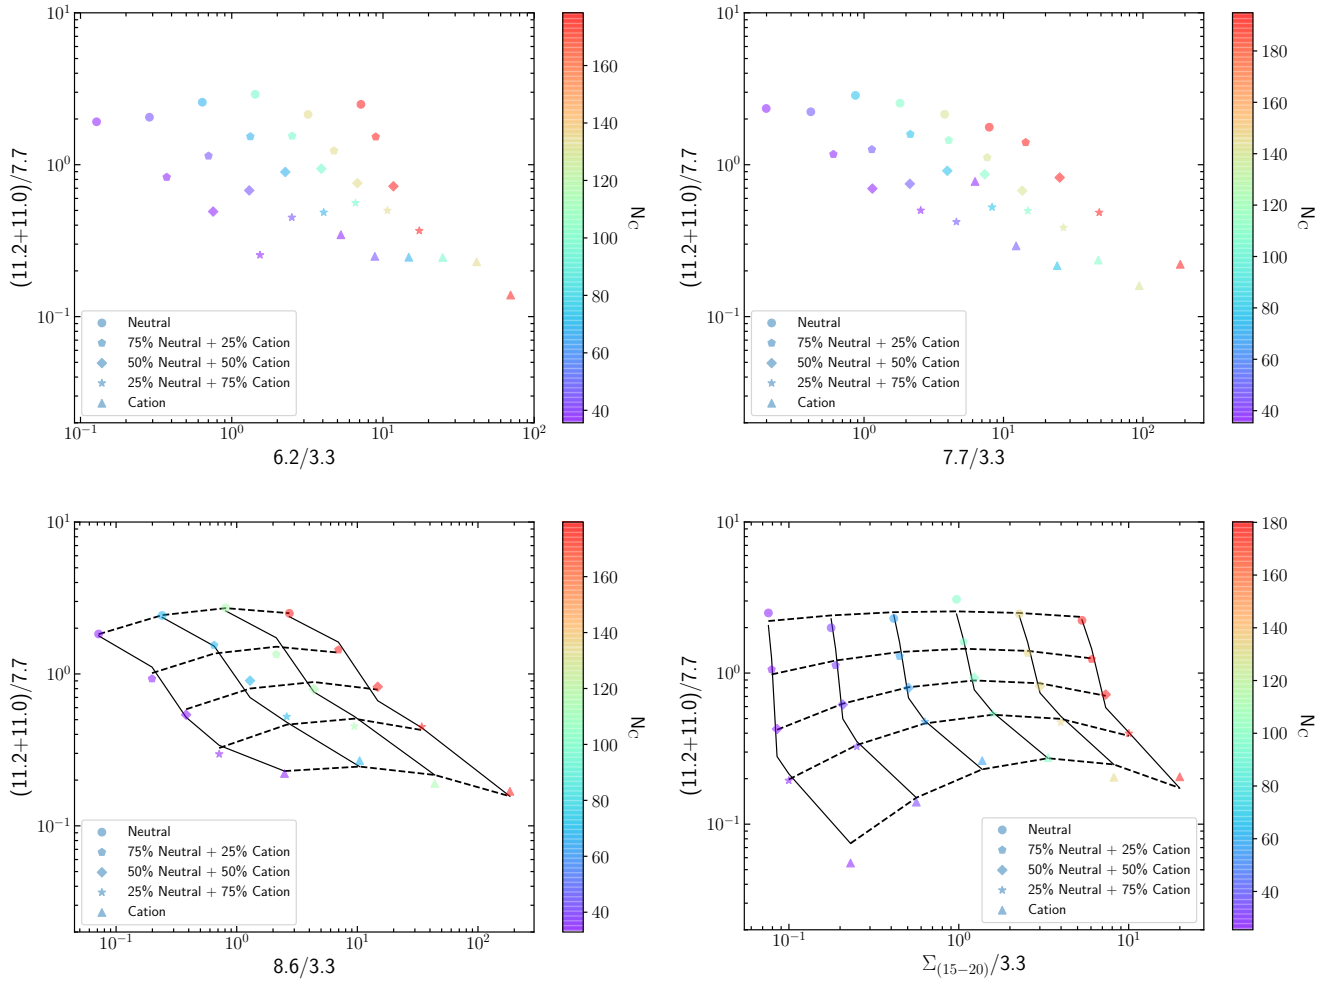 10^1
10^0
10^{-1}
(11.2+11.0)/7.7
Neutral
75% Neutral + 25% Cation
50% Neutral + 50% Cation
25% Neutral + 75% Cation
Cation
10^{-1} 10^0 10^1 10^2
6.2/3.3
160
140
120
100
80
60
40
N_C
10^1
10^0
10^{-1}
(11.2+11.0)/7.7
Neutral
75% Neutral + 25% Cation
50% Neutral + 50% Cation
25% Neutral + 75% Cation
Cation
10^0 10^1 10^2
7.7/3.3
180
160
140
120
100
80
60
40
N_C
10^1
10^0
10^{-1}
(11.2+11.0)/7.7
Neutral
75% Neutral + 25% Cation
50% Neutral + 50% Cation
25% Neutral + 75% Cation
Cation
10^{-1} 10^0 10^1 10^2
8.6/3.3
160
140
120
100
80
60
40
N_C
10^1
10^0
10^{-1}
(11.2+11.0)/7.7
Neutral
75% Neutral + 25% Cation
50% Neutral + 50% Cation
25% Neutral + 75% Cation
Cation
10^{-1} 10^0 10^1
Σ_{(15−20)}/3.3
180
160
140
120
100
80
60
40
N_C